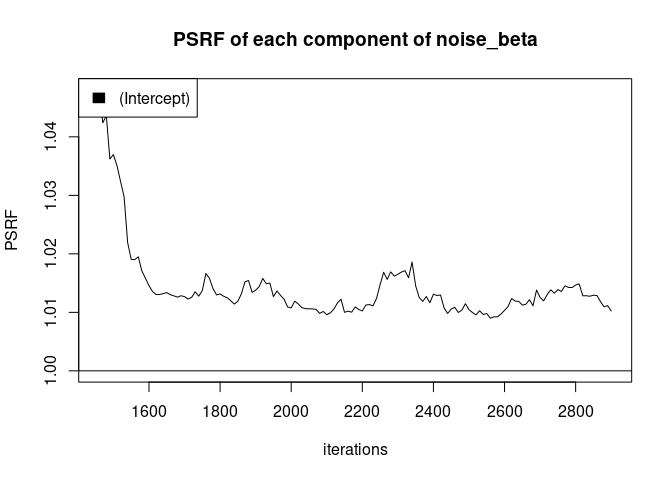 PSRF of each component of noise_beta
(Intercept)
PSRF
1.04
1.03
1.02
1.01
1.00
1600 1800 2000 2200 2400 2600 2800
iterations